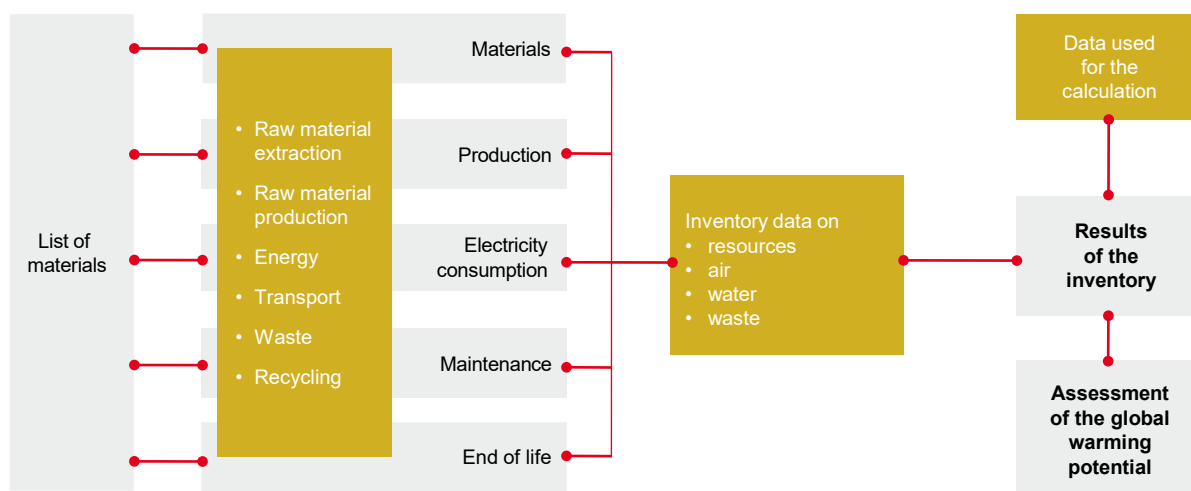 List of
materials
• Raw material
extraction
• Raw material
production
• Energy
• Transport
• Waste
• Recycling
Materials
Production
Electricity
consumption
Maintenance
End of life
Inventory data on
• resources
• air
• water
• waste
Data used
for the
calculation
Results
of the
inventory
Assessment
of the global
warming
potential